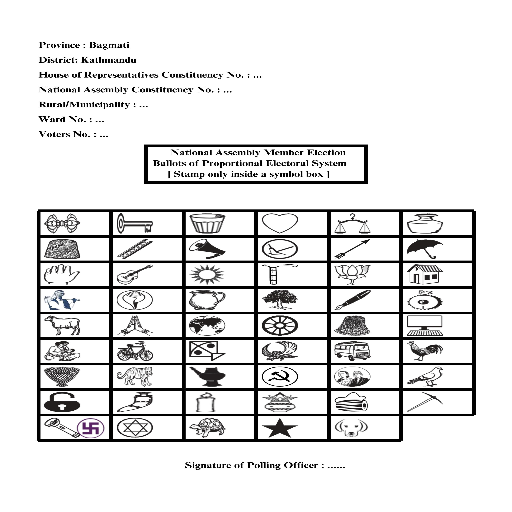 Province : Bagmati
District: Kathmandu
House of Representatives Constituency No. : ...
National Assembly Constituency No. : ...
Rural/Municipality : ...
Ward No. : ...
Voters No. : ...
National Assembly Member Election
Ballots of Proportional Electoral System
[ Stamp only inside a symbol box ]
Signature of Polling Officer : ......